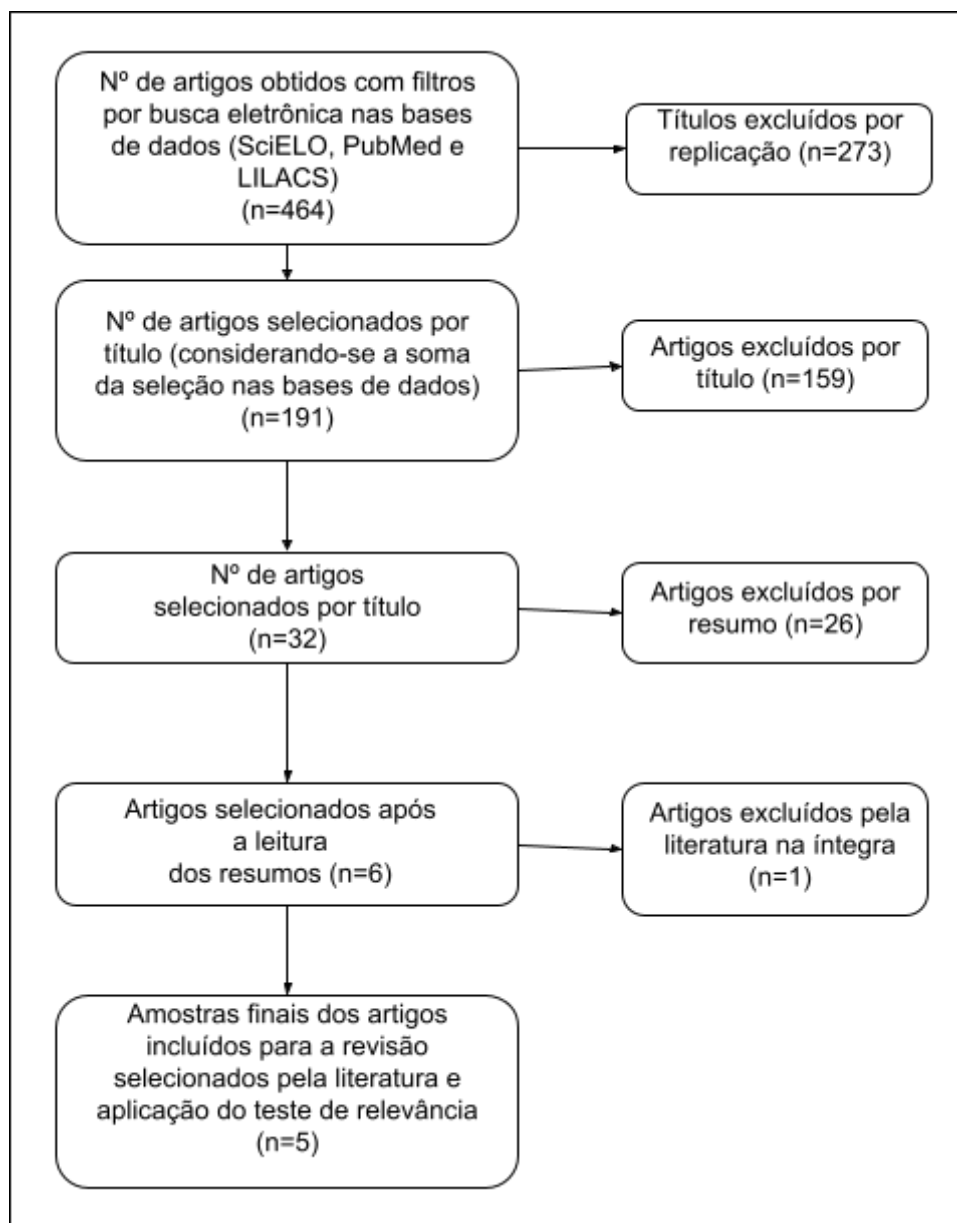 Nº de artigos obtidos com filtros
por busca eletrônica nas bases
de dados (SciELO, PubMed e
LILACS)
(n=464)
Títulos excluídos por
replicação (n=273)
Nº de artigos selecionados por
título (considerando-se a soma
da seleção nas bases de dados)
(n=191)
Artigos excluídos por
título (n=159)
Nº de artigos
selecionados por título
(n=32)
Artigos excluídos por
resumo (n=26)
Artigos selecionados após
a leitura
dos resumos (n=6)
Artigos excluídos pela
literatura na íntegra
(n=1)
Amostras finais dos artigos
incluídos para a revisão
selecionados pela literatura e
aplicação do teste de relevância
(n=5)